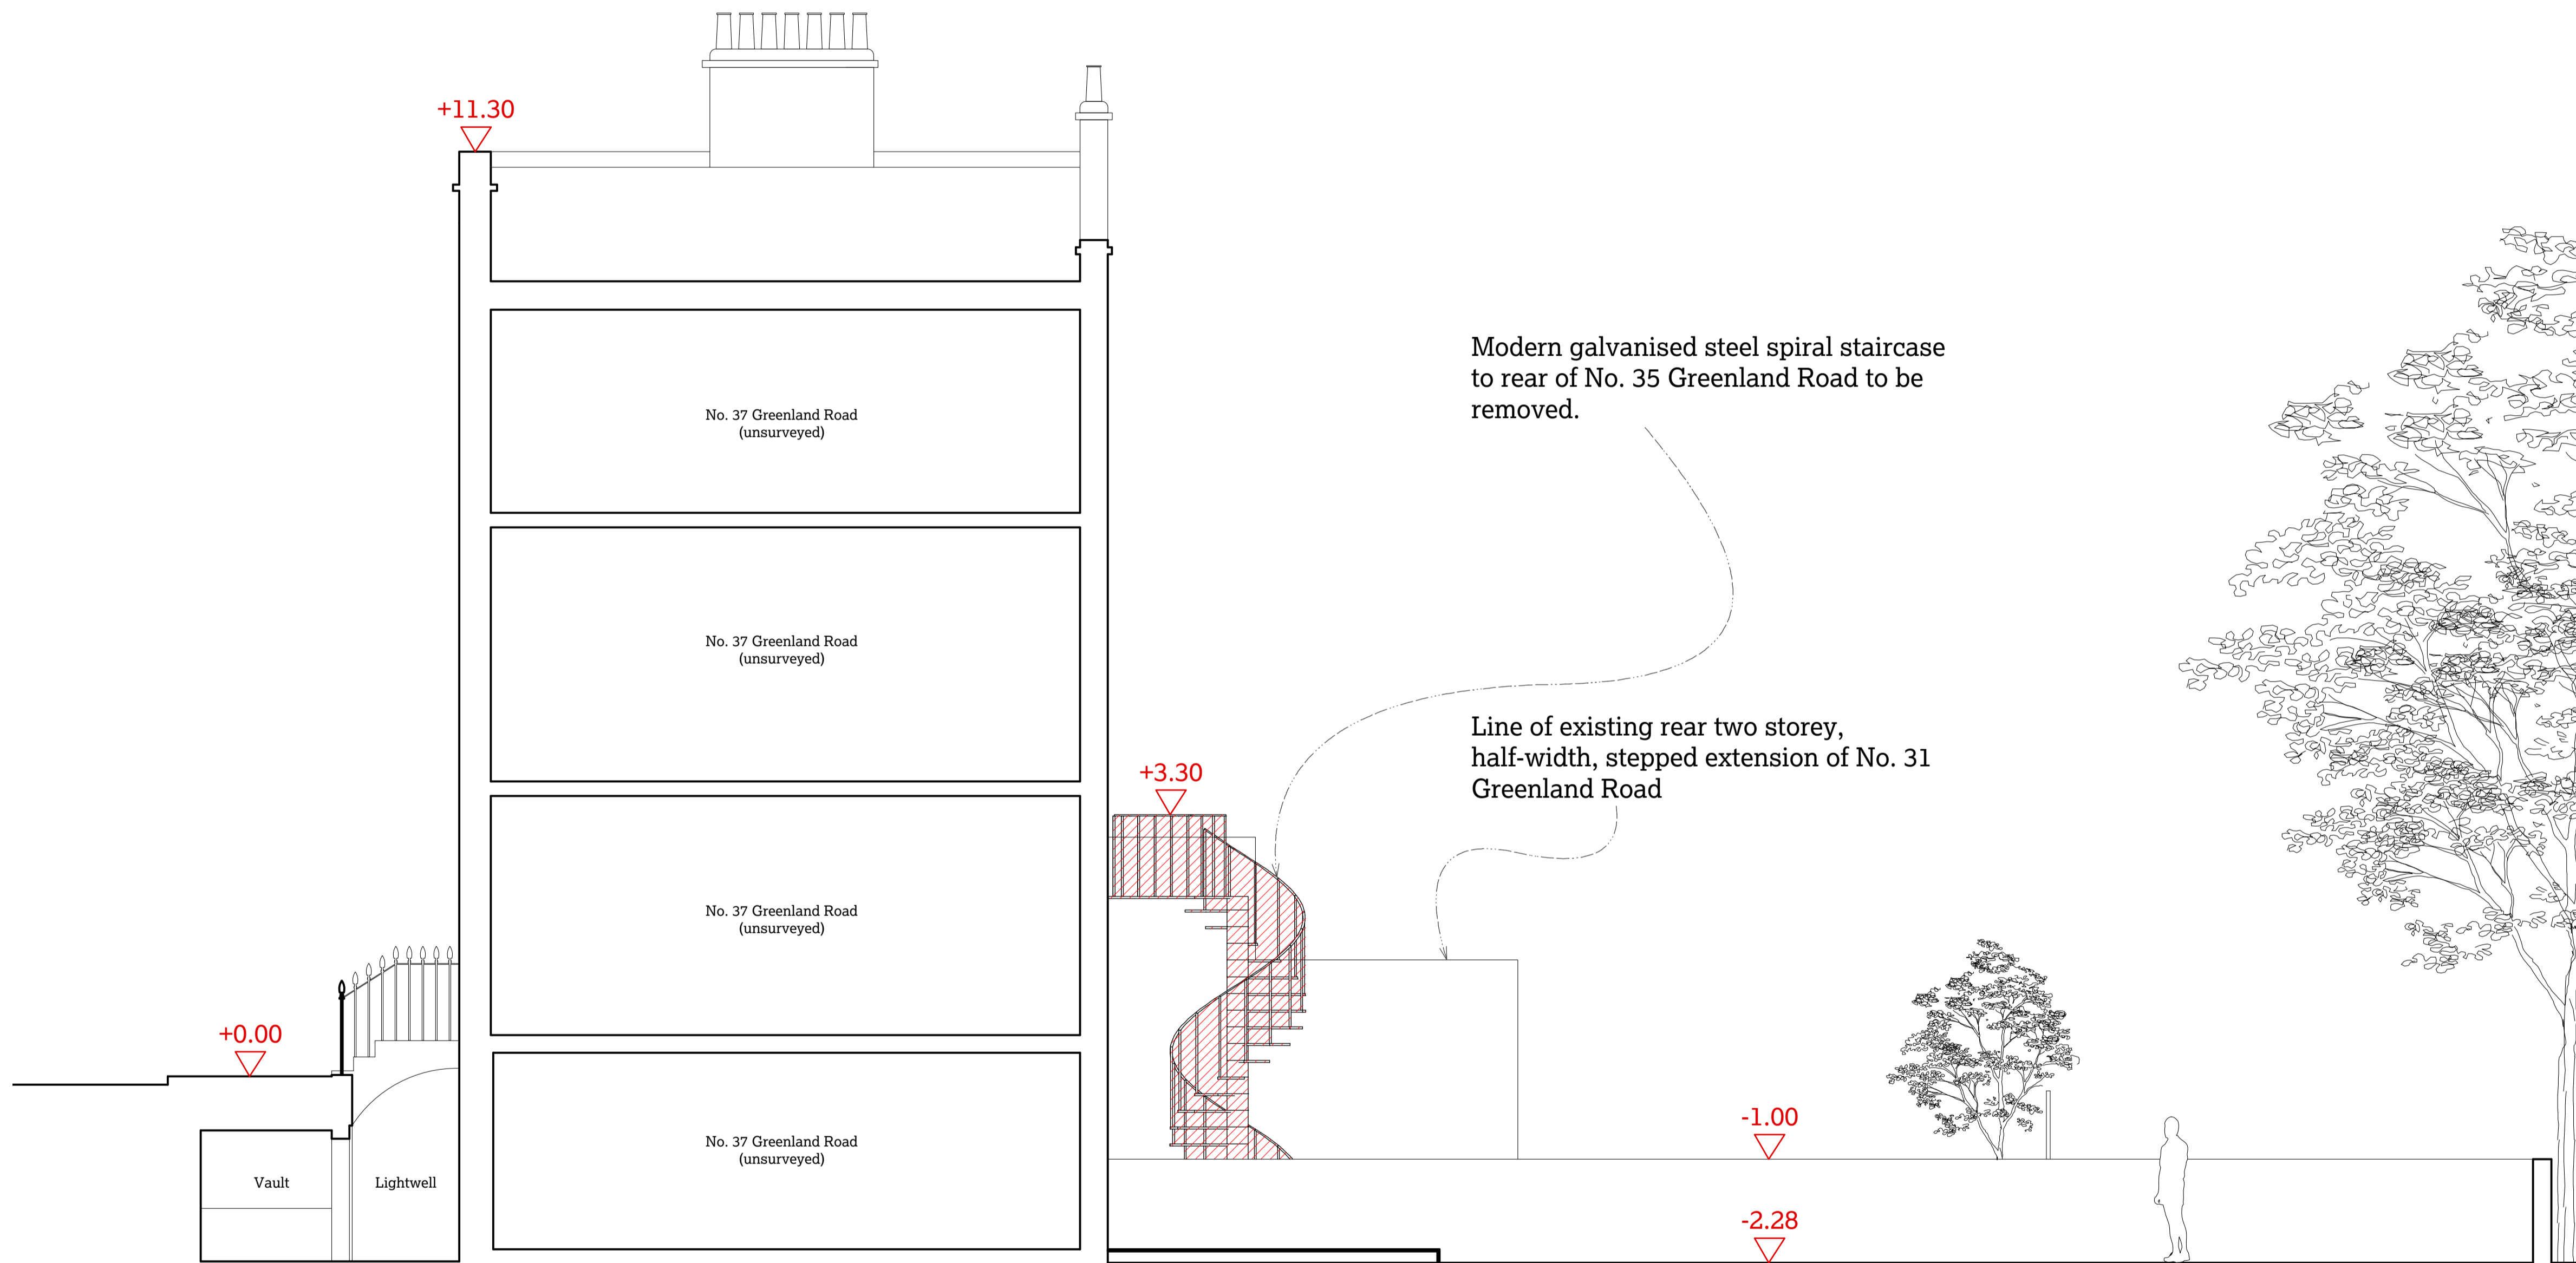 +11.30
Modern galvanised steel spiral staircase
to rear of No. 35 Greenland Road to be
removed.
No. 37 Greenland Road
(unsurveyed)
No. 37 Greenland Road
(unsurveyed)
Line of existing rear two storey,
half-width, stepped extension of No. 31
Greenland Road
+3.30
No. 37 Greenland Road
(unsurveyed)
+0.00
-1.00
No. 37 Greenland Road
(unsurveyed)
Vault
Lightwell
-2.28